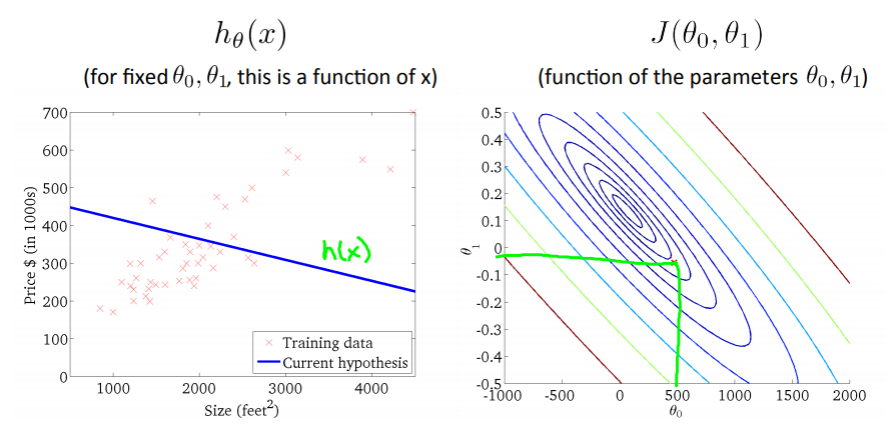 hθ(x)
(for fixed θ0, θ1, this is a function of x)
700
600
500
400
300
200
100
0
Price $ (in 1000s)
h(x)
Training data
Current hypothesis
1000
2000
3000
4000
Size (feet²)
J(θ0, θ1)
(function of the parameters θ0, θ1)
0.5
0.4
0.3
0.2
0.1
0
-0.1
-0.2
-0.3
-0.4
-0.5
θ1
-1000
-500
0
500
1000
1500
2000
θ0